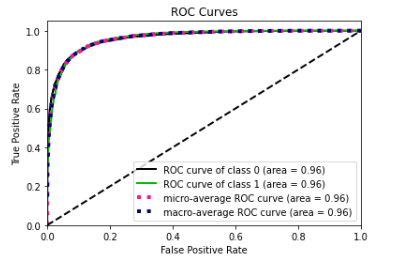 ROC Curves
True Positive Rate
1.0
0.8
0.6
0.4
0.2
0.0
ROC curve of class 0 (area = 0.96)
ROC curve of class 1 (area = 0.96)
micro-average ROC curve (area = 0.96)
macro-average ROC curve (area = 0.96)
0.0 0.2 0.4 0.6 0.8 1.0
False Positive Rate